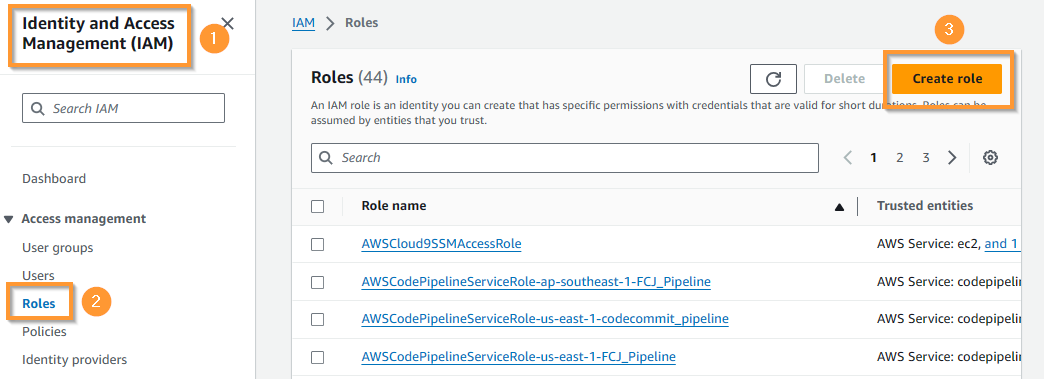 Identity and Access
Management (IAM)
1
Search IAM
Dashboard
Access management
User groups
Users
Roles
2
Policies
Identity providers
IAM > Roles
3
Roles (44) Info
Delete
Create role
An IAM role is an identity you can create that has specific permissions with credentials that are valid for short durations. Roles can be
assumed by entities that you trust.
Search
1 2 3
Role name
Trusted entities
AWSCloud9SSMAccessRole
AWS Service: ec2, and 1
AWSCodePipelineServiceRole-ap-southeast-1-FCJ_Pipeline
AWS Service: codepipelin
AWSCodePipelineServiceRole-us-east-1-codecommit_pipeline
AWS Service: codepipelin
AWSCodePipelineServiceRole-us-east-1-FCJ_Pipeline
AWS Service: codepipelin